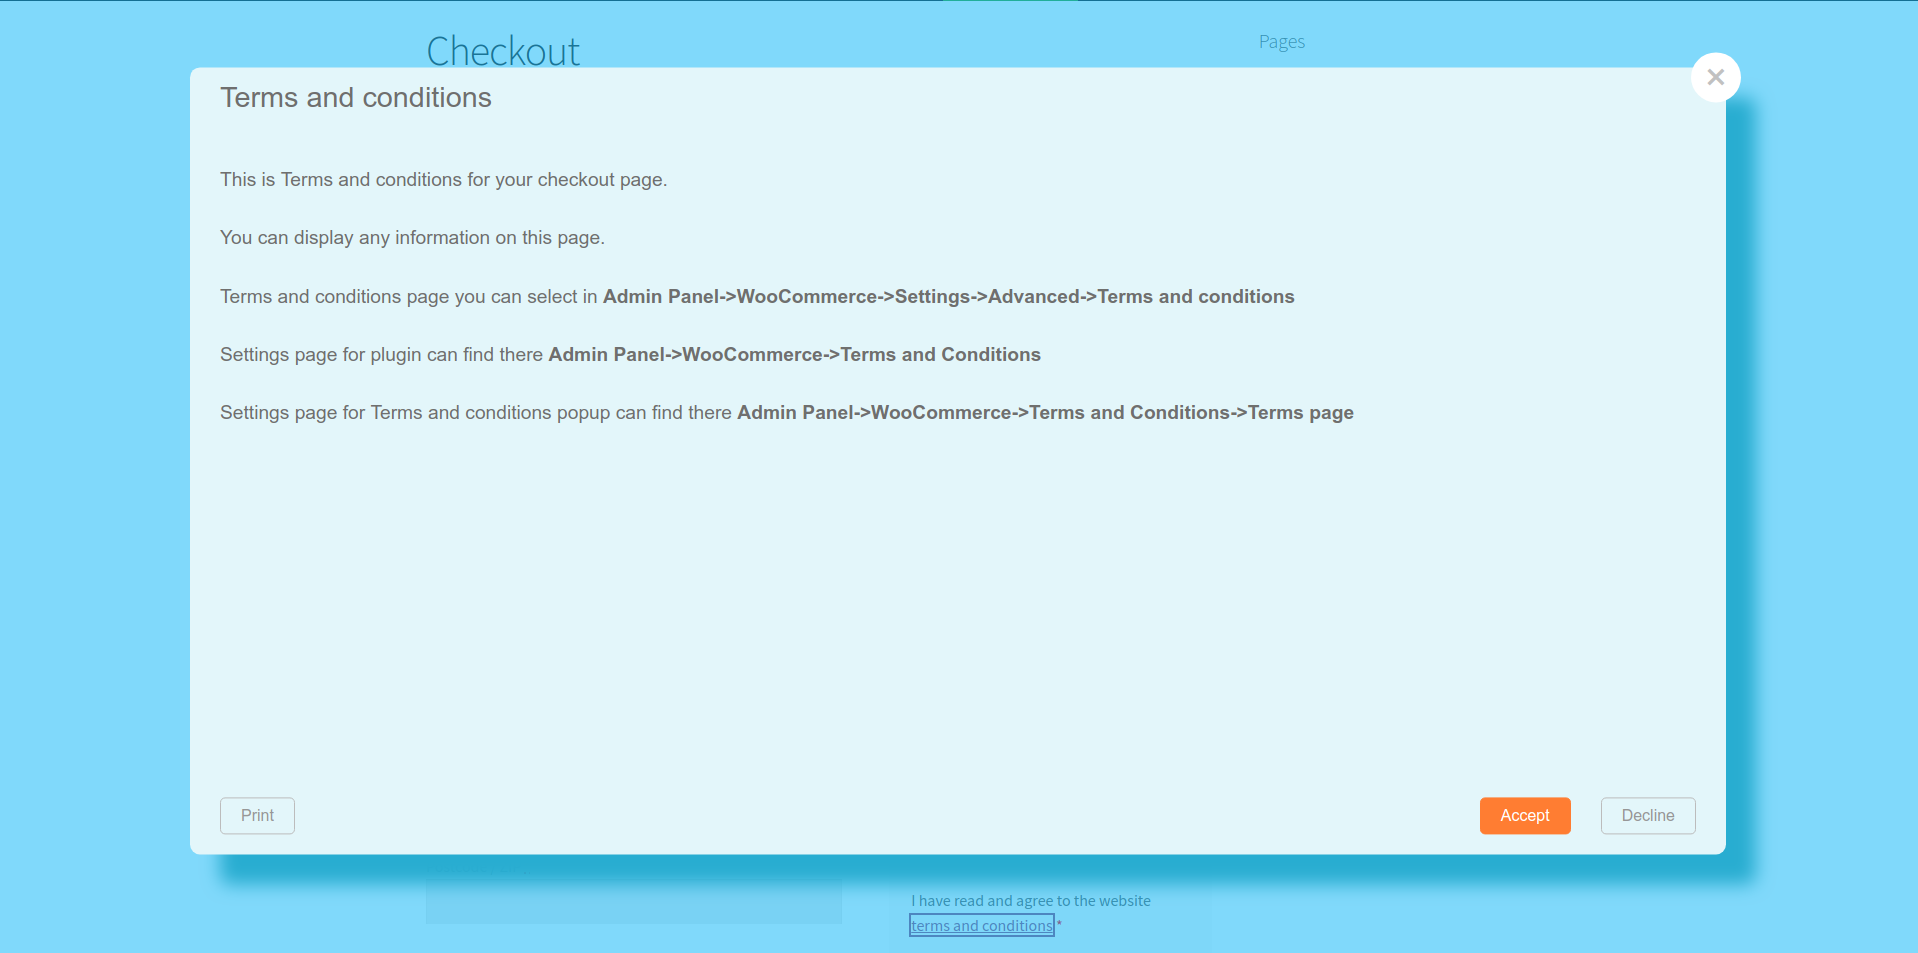 Checkout
Pages
Terms and conditions
This is Terms and conditions for your checkout page.
You can display any information on this page.
Terms and conditions page you can select in Admin Panel->WooCommerce->Settings->Advanced->Terms and conditions
Settings page for plugin can find there Admin Panel->WooCommerce->Terms and Conditions
Settings page for Terms and conditions popup can find there Admin Panel->WooCommerce->Terms and Conditions->Terms page
Print
Accept
Decline
I have read and agree to the website
terms and conditions *